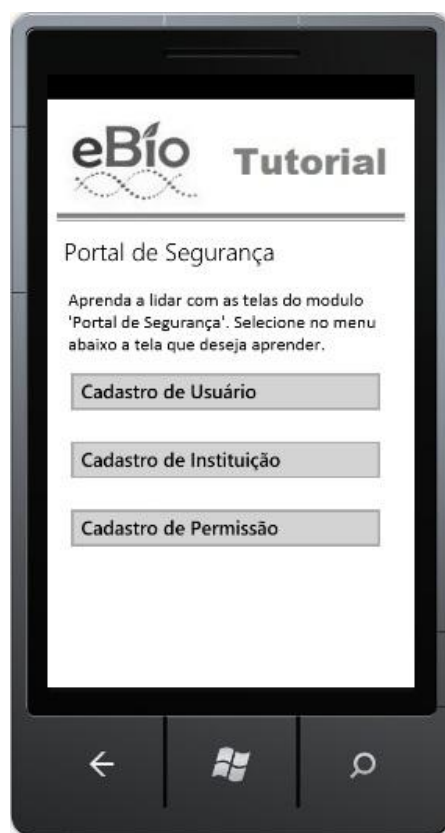 eBio Tutorial
Portal de Segurança
Aprenda a lidar com as telas do modulo
'Portal de Segurança'. Selecione no menu
abaixo a tela que deseja aprender.
Cadastro de Usuário
Cadastro de Instituição
Cadastro de Permissão